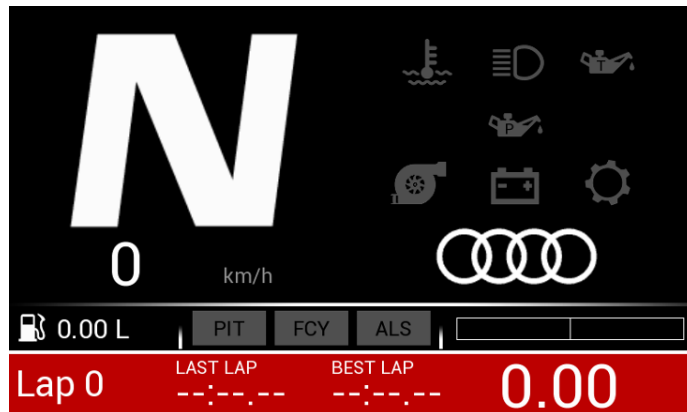 N
T
P
0 km/h
0.00 L PIT FCY ALS
LAST LAP BEST LAP
Lap 0 --:--.-- --:--.-- 0.00